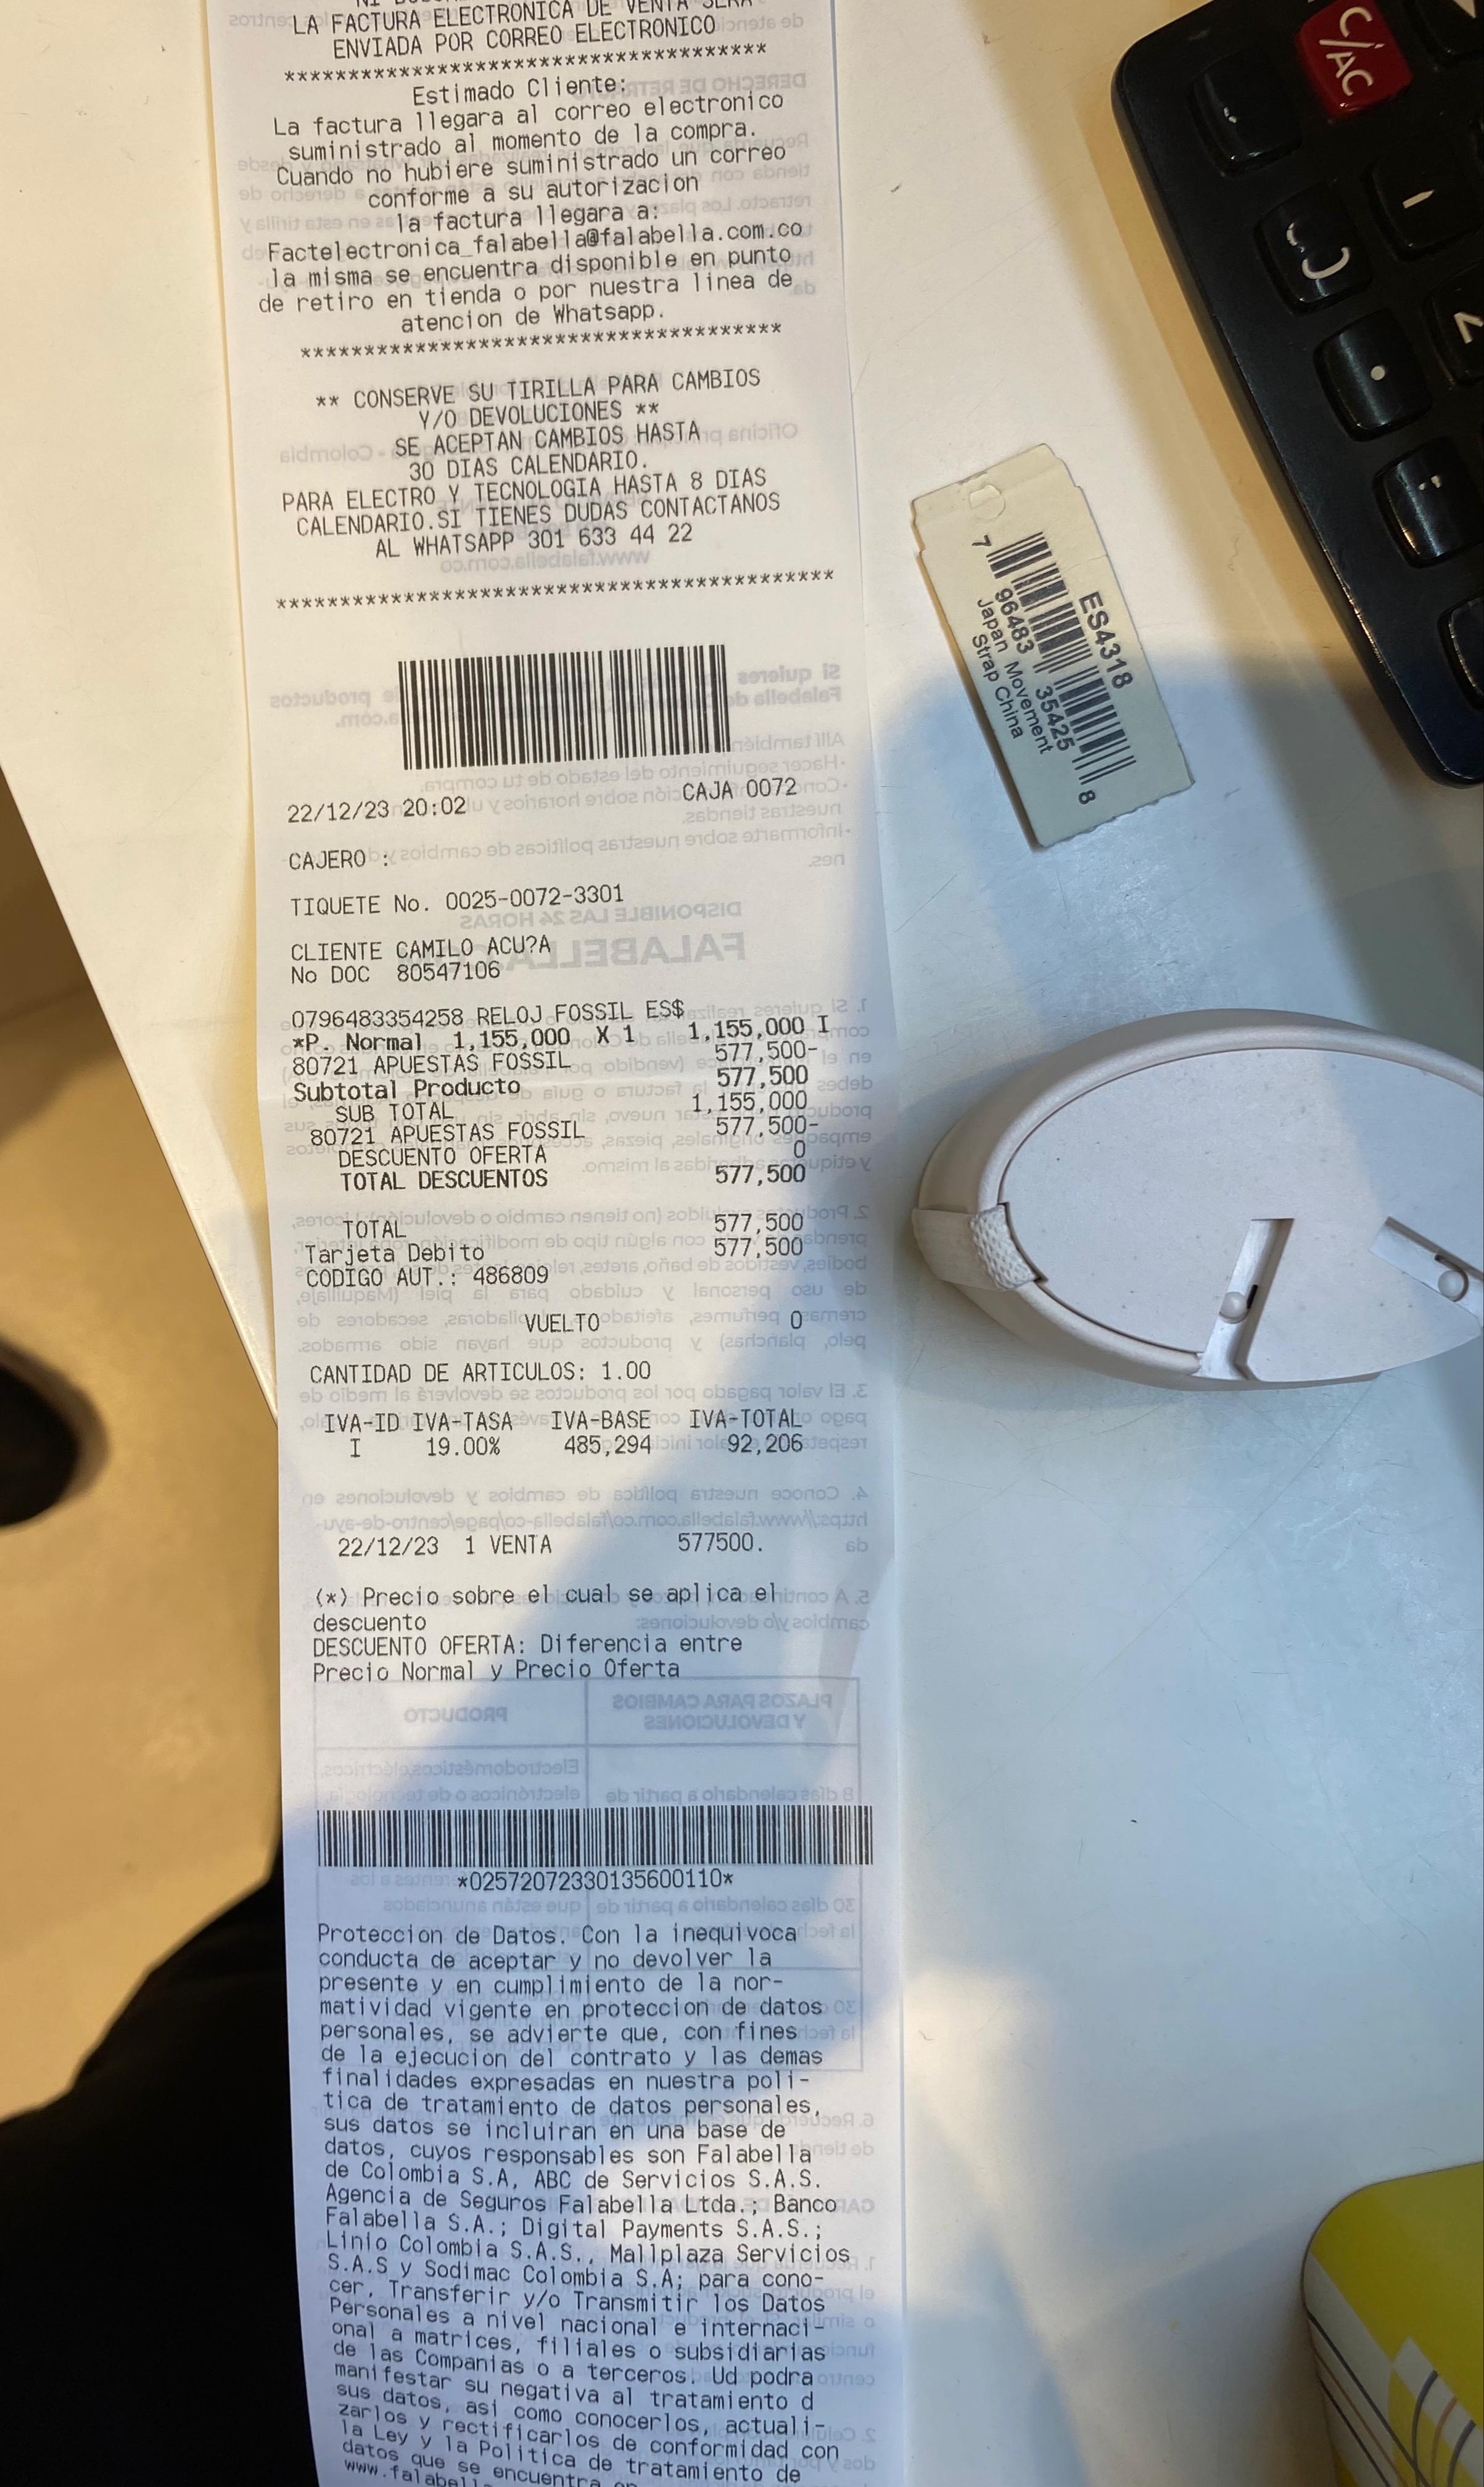 LA FACTURA ELECTRONICA DE VENTA SERA
ENVIADA POR CORREO ELECTRONICO
**************************************
Estimado Cliente:
La factura llegara al correo electronico
suministrado al momento de la compra.
Cuando no hubiere suministrado un correo
conforme a su autorizacion
la factura llegara a:
Factelectronica_falabella@falabella.com.co
la misma se encuentra disponible en punto
de retiro en tienda o por nuestra linea de
atencion de Whatsapp.
**************************************
** CONSERVE SU TIRILLA PARA CAMBIOS
Y/O DEVOLUCIONES **
SE ACEPTAN CAMBIOS HASTA
30 DIAS CALENDARIO.
PARA ELECTRO Y TECNOLOGIA HASTA 8 DIAS
CALENDARIO.SI TIENES DUDAS CONTACTANOS
AL WHATSAPP 301 633 44 22
********************************************
22/12/23 20:02 CAJA 0072
CAJERO :
TIQUETE No. 0025-0072-3301
CLIENTE CAMILO ACU?A
No DOC 80547106
0796483354258 RELOJ FOSSIL ES$
*P. Normal 1,155,000 X 1 1,155,000 I
80721 APUESTAS FOSSIL 577,500-
Subtotal Producto 577,500
SUB TOTAL 1,155,000
80721 APUESTAS FOSSIL 577,500-
DESCUENTO OFERTA 0
TOTAL DESCUENTOS 577,500
TOTAL 577,500
Tarjeta Debito 577,500
CODIGO AUT.: 486809
VUELTO 0
CANTIDAD DE ARTICULOS: 1.00
IVA-ID IVA-TASA IVA-BASE IVA-TOTAL
I 19.00% 485,294 92,206
22/12/23 1 VENTA 577500.
(*) Precio sobre el cual se aplica el
descuento
DESCUENTO OFERTA: Diferencia entre
Precio Normal y Precio Oferta
*02572072330135600110*
Proteccion de Datos. Con la inequivoca
conducta de aceptar y no devolver la
presente y en cumplimiento de la nor-
matividad vigente en proteccion de datos
personales, se advierte que, con fines
de la ejecucion del contrato y las demas
finalidades expresadas en nuestra poli-
tica de tratamiento de datos personales,
sus datos se incluiran en una base de
datos, cuyos responsables son Falabella
de Colombia S.A, ABC de Servicios S.A.S.
Agencia de Seguros Falabella Ltda.; Banco
Falabella S.A.; Digital Payments S.A.S.;
Linio Colombia S.A.S., Mallplaza Servicios
S.A.S y Sodimac Colombia S.A; para cono-
cer, Transferir y/o Transmitir los Datos
Personales a nivel nacional e internaci-
onal a matrices, filiales o subsidiarias
de las Companias o a terceros. Ud podra
manifestar su negativa al tratamiento d
sus datos, asi como conocerlos, actuali-
zarlos y rectificarlos de conformidad con
la Ley y la Politica de tratamiento de
datos que se encuentra en
www.falabel
ES4318
7 96483 35425 8
Japan Movement
Strap China
C/AC